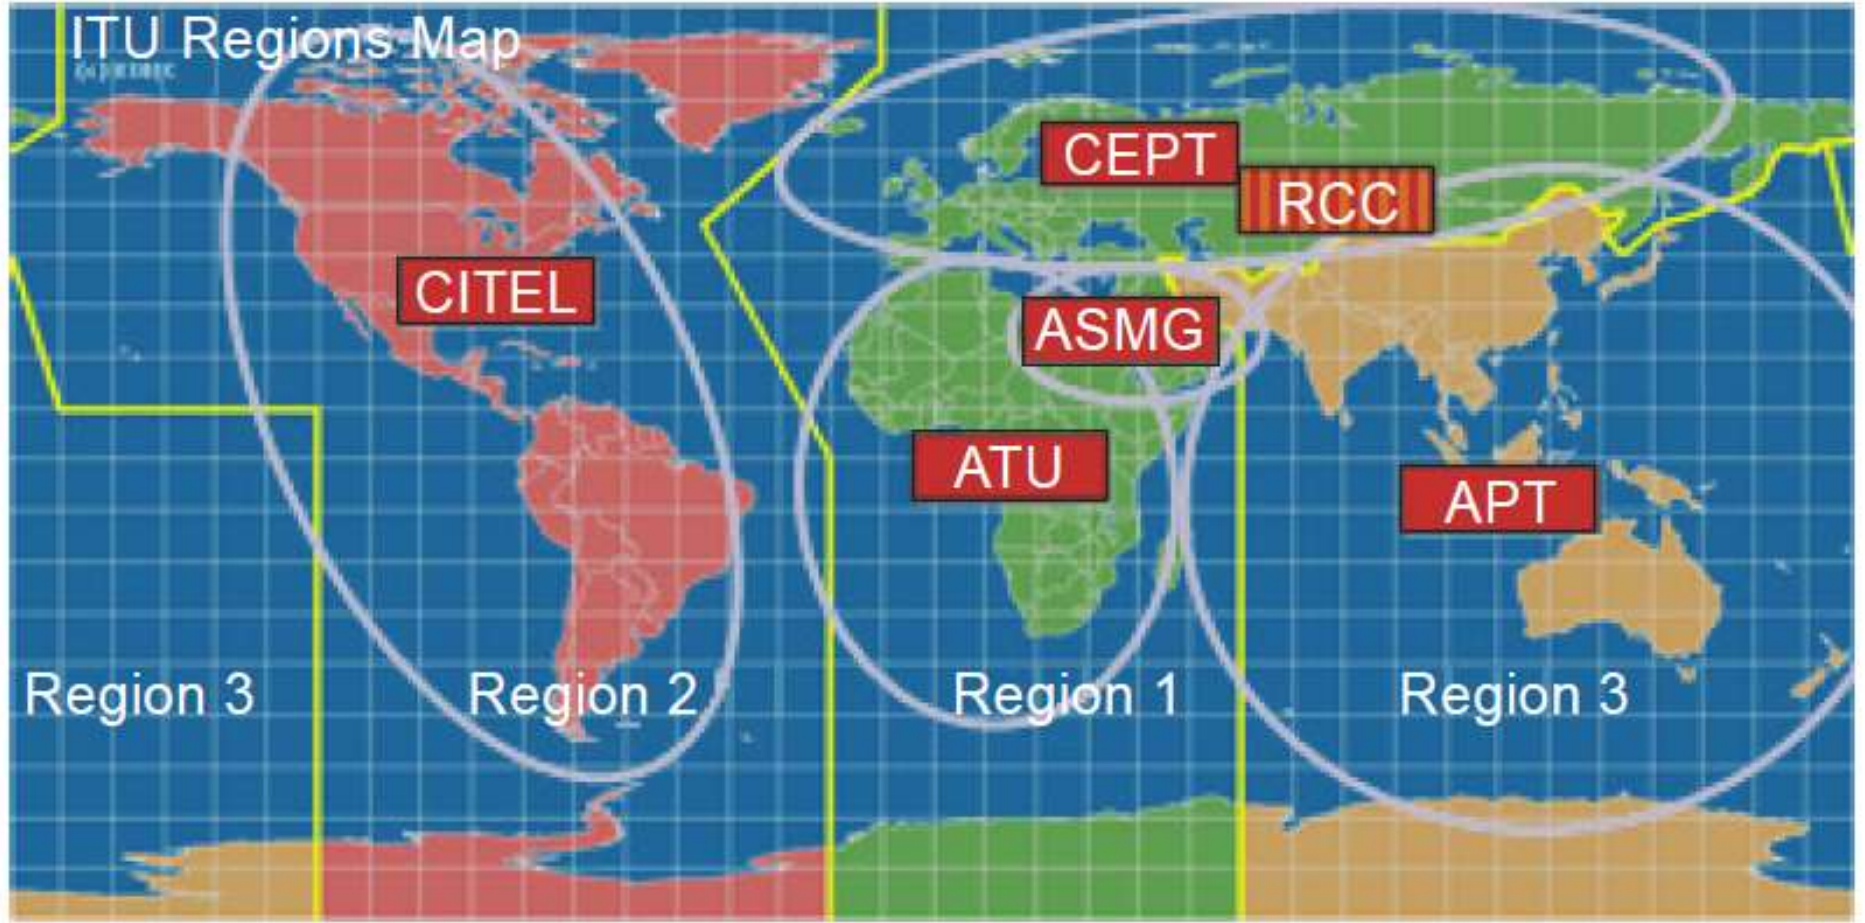 ITU Regions Map
CEPT
RCC
CITEL
ASMG
ATU
APT
Region 3
Region 2
Region 1
Region 3